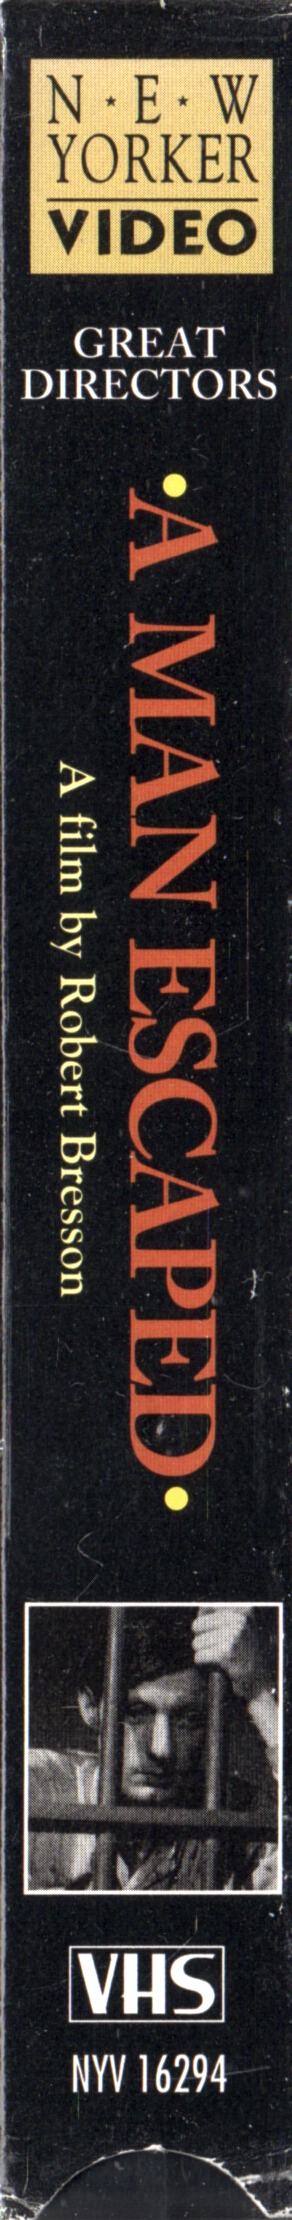 N★E★W
YORKER
VIDEO
GREAT
DIRECTORS
•A MAN ESCAPED•
A film by Robert Bresson
VHS
NYV 16294